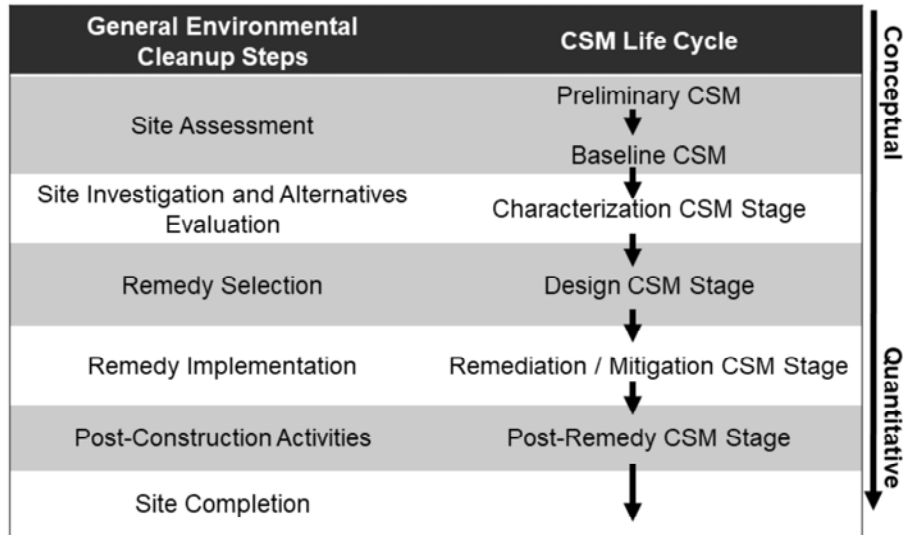 General Environmental
Cleanup Steps
CSM Life Cycle
Site Assessment
Preliminary CSM
Baseline CSM
Site Investigation and Alternatives
Evaluation
Characterization CSM Stage
Remedy Selection
Design CSM Stage
Remedy Implementation
Remediation / Mitigation CSM Stage
Post-Construction Activities
Post-Remedy CSM Stage
Site Completion
Conceptual
Quantitative